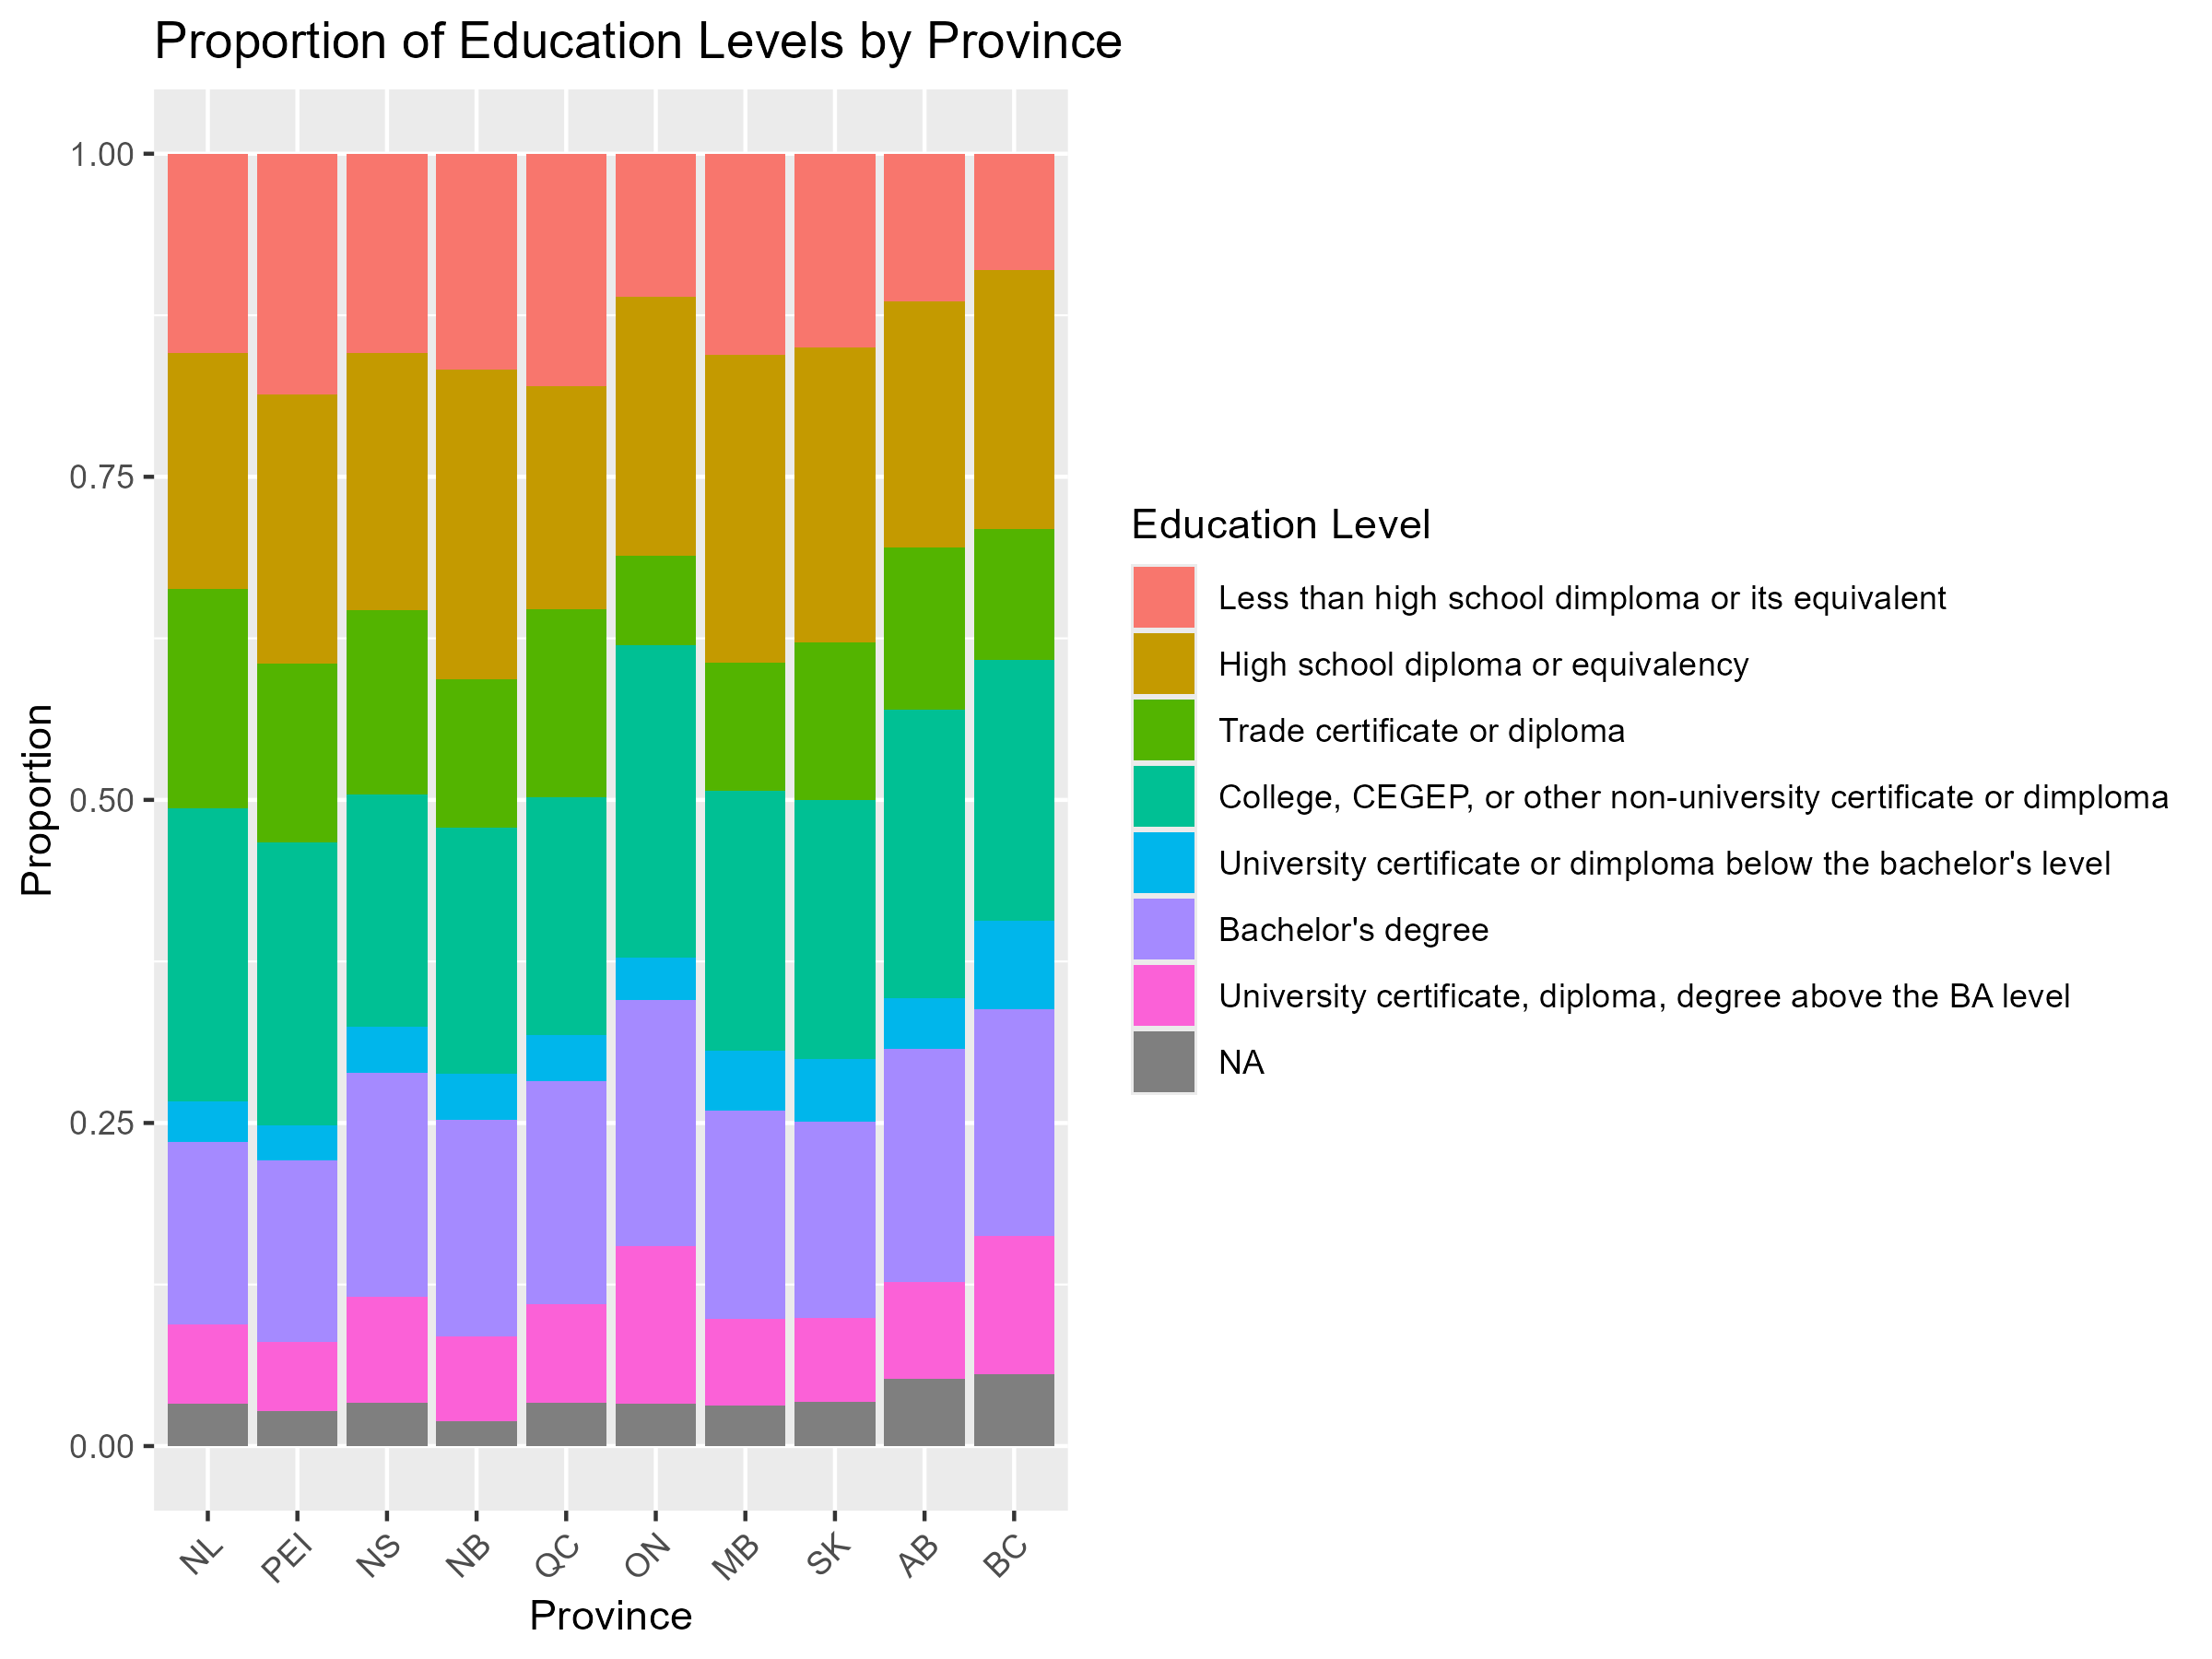 Proportion of Education Levels by Province
1.00
0.75
0.50
0.25
0.00
Proportion
NL
PEI
NS
NB
QC
ON
MB
SK
AB
BC
Province
Education Level
Less than high school dimploma or its equivalent
High school diploma or equivalency
Trade certificate or diploma
College, CEGEP, or other non-university certificate or dimploma
University certificate or dimploma below the bachelor's level
Bachelor's degree
University certificate, diploma, degree above the BA level
NA